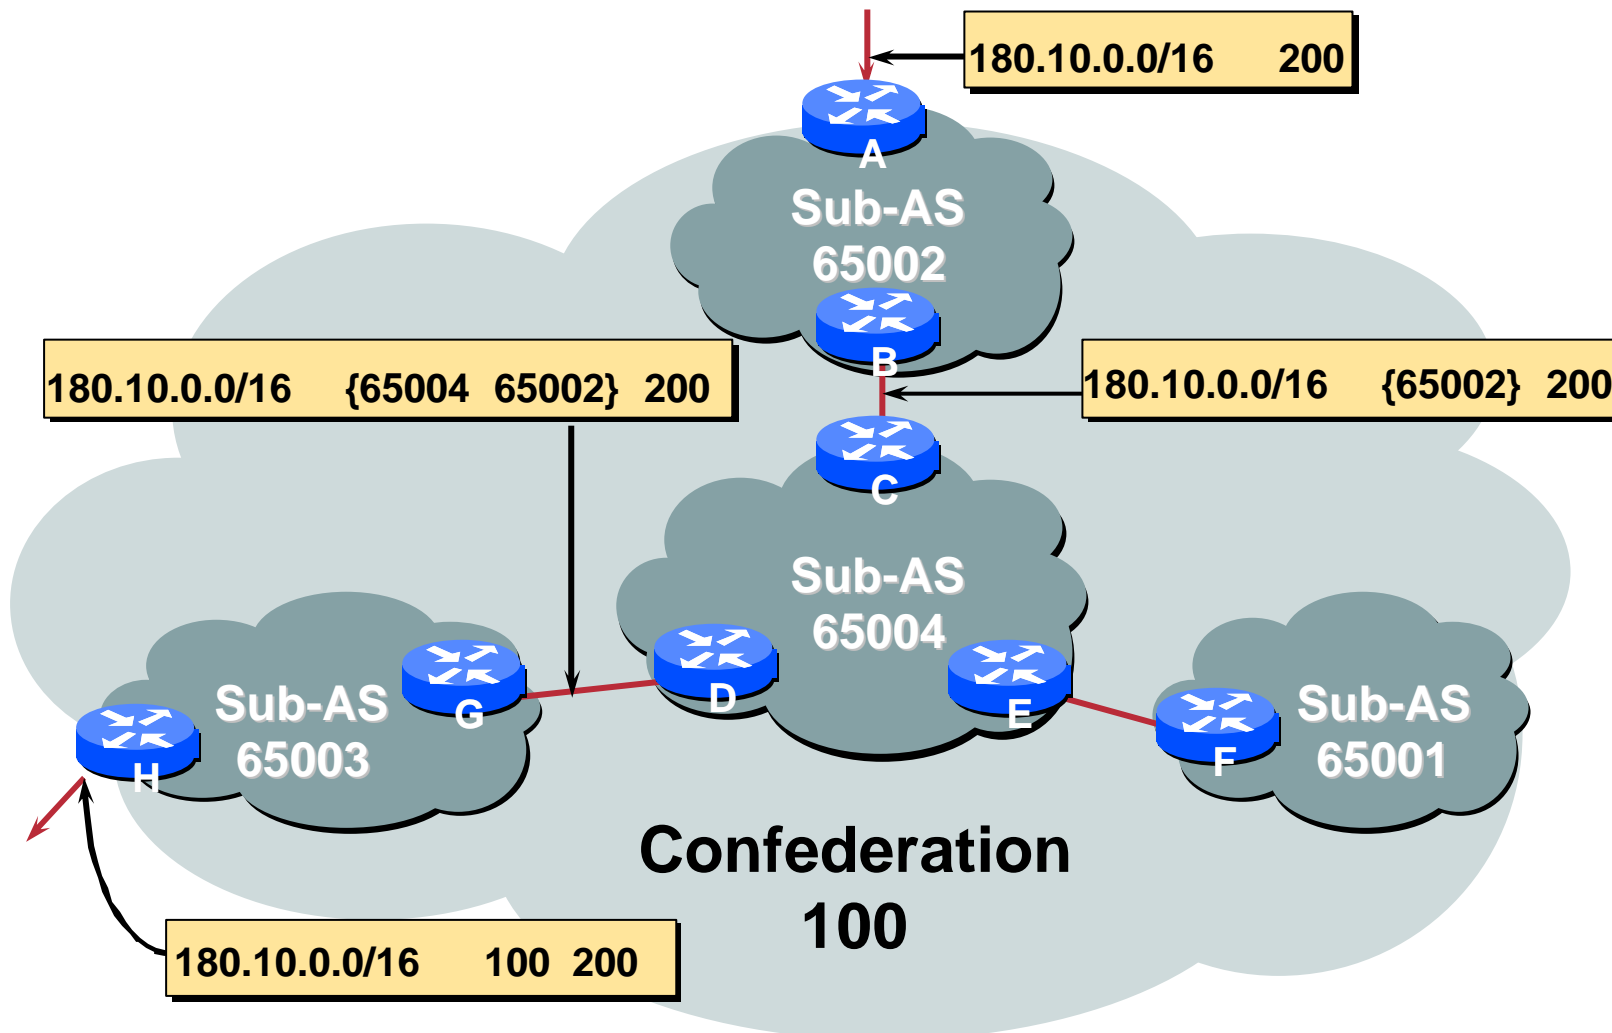 180.10.0.0/16 200
A
Sub-AS
65002
B
180.10.0.0/16 {65004 65002} 200
180.10.0.0/16 {65002} 200
C
Sub-AS
65004
D
E
G
Sub-AS
65003
H
F
Sub-AS
65001
Confederation
100
180.10.0.0/16 100 200